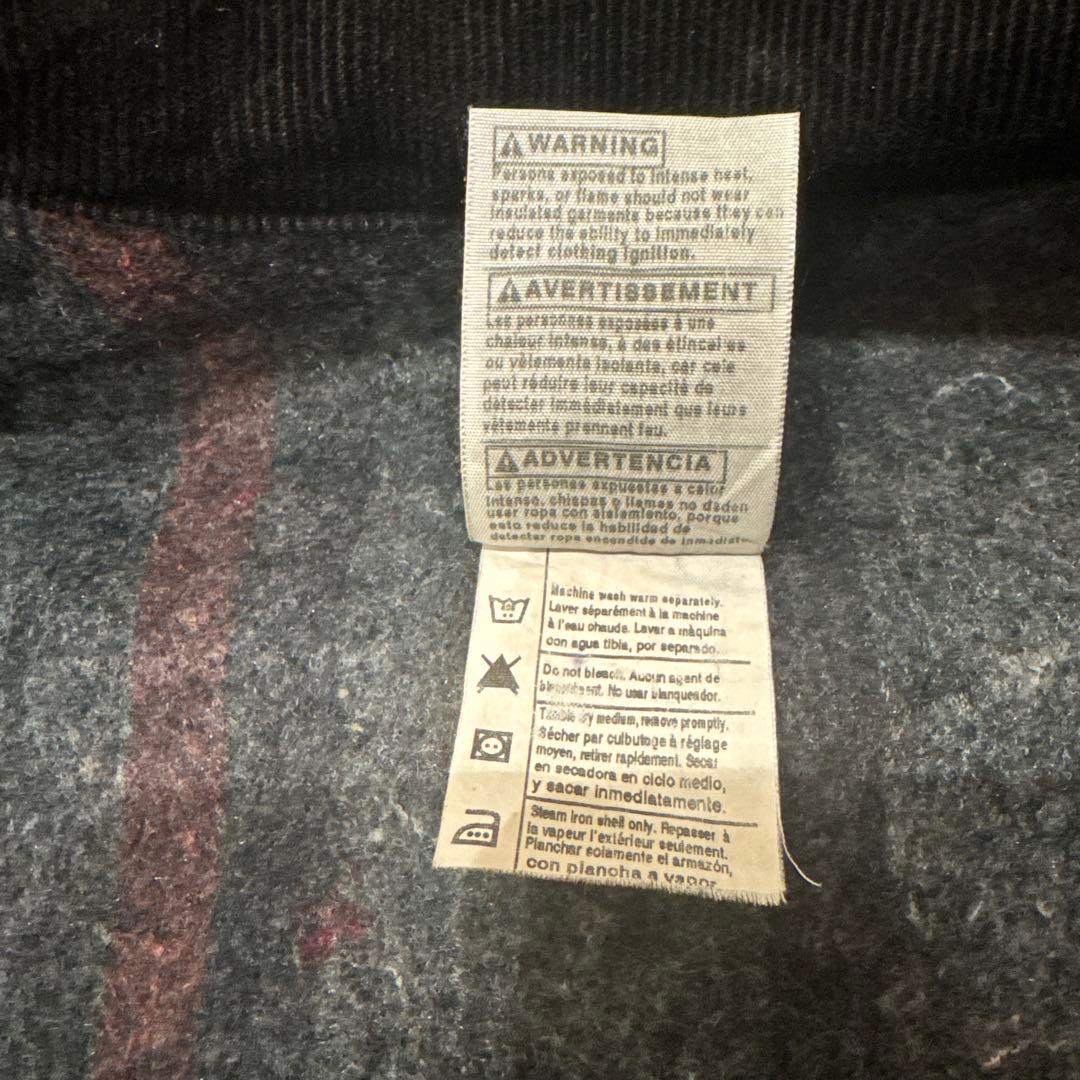 WARNING
Persons exposed to intense heat,
sparks, or flame should not wear
insulated garments because they can
reduce the ability to immediately
detect clothing ignition.
AVERTISSEMENT
Les personnes exposées à une
chaleur intense, à des étincelles
ou vêtements isolants, car cela
peut réduire leur capacité de
détecter immédiatement que leurs
vêtements prennent feu.
ADVERTENCIA
Las personas expuestas a calor
intenso, chispas o llamas no deben
usar ropa con aislamiento, porque
esto reduce la habilidad de
detectar ropa encendida de inmediato
Machine wash warm separately.
Laver séparément à la machine
à l'eau chaude. Lavar a màquina
con agua tibia, por separado.
Do not bleach. Aucun agent de
blanchiment. No usar blanqueador.
Tumble dry medium, remove promptly.
Sécher par culbutage à réglage
moyen, retirer rapidement. Secar
en secadora en ciclo medio,
y sacar inmediatamente.
Steam iron shell only. Repasser à
la vapeur l'extérieur seulement.
Planchar solamente el armazón,
con plancha a vapor